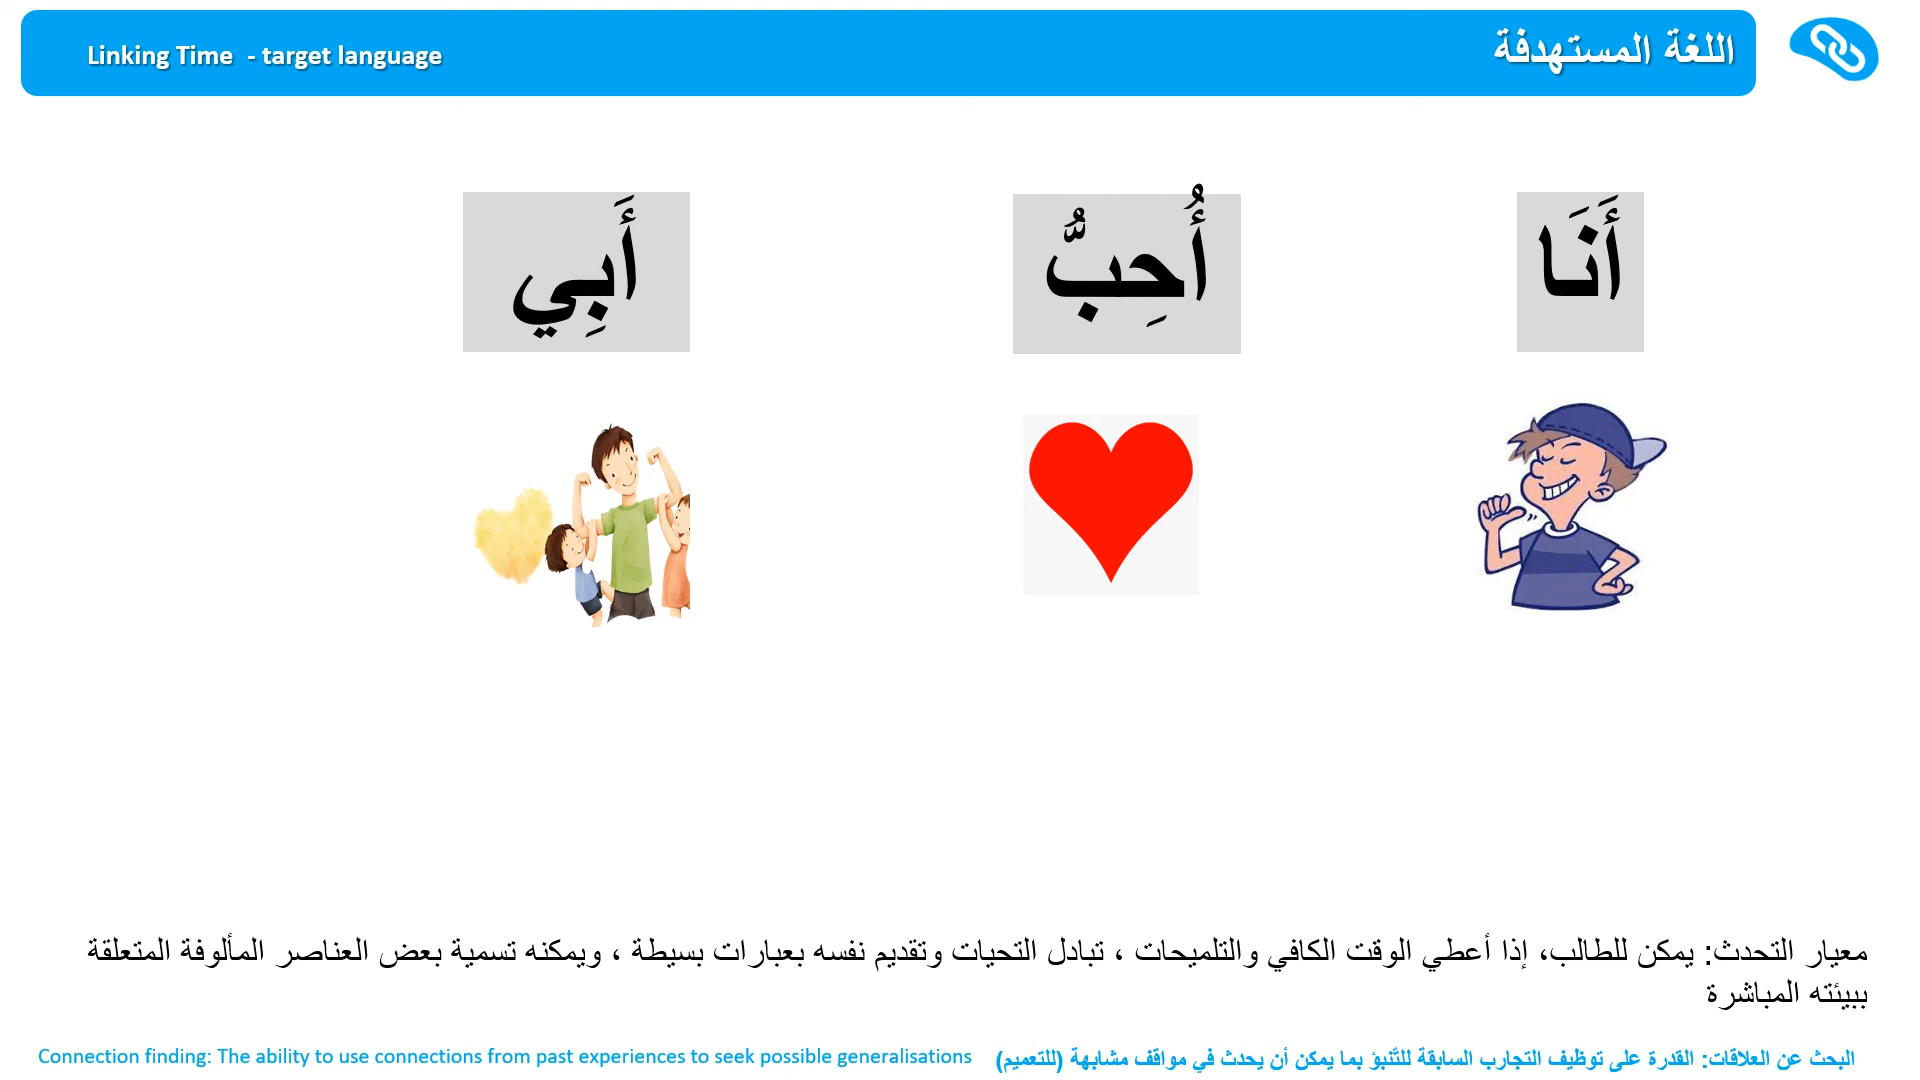 اللغة المستهدفة
Linking Time - target language
أَنَا
أُحِبُّ
أَبِي
معيار التحدث: يمكن للطالب، إذا أعطي الوقت الكافي والتلميحات ، تبادل التحيات وتقديم نفسه بعبارات بسيطة ، ويمكنه تسمية بعض العناصر المألوفة المتعلقة
ببيئته المباشرة
البحث عن العلاقات: القدرة على توظيف التجارب السابقة للتّنبؤ بما يمكن أن يحدث في مواقف مشابهة (للتعميم)
Connection finding: The ability to use connections from past experiences to seek possible generalisations